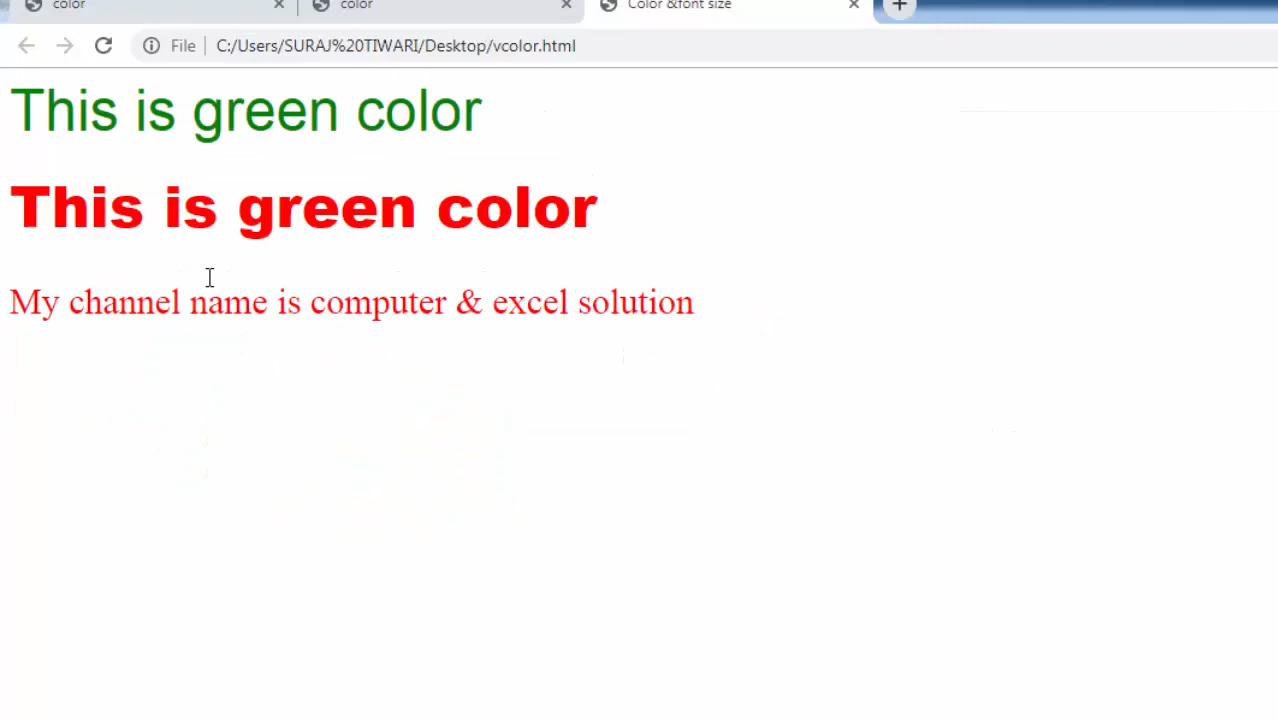 color color Color &font size
File C:/Users/SURAJ%20TIWARI/Desktop/vcolor.html
This is green color
This is green color
My channel name is computer & excel solution